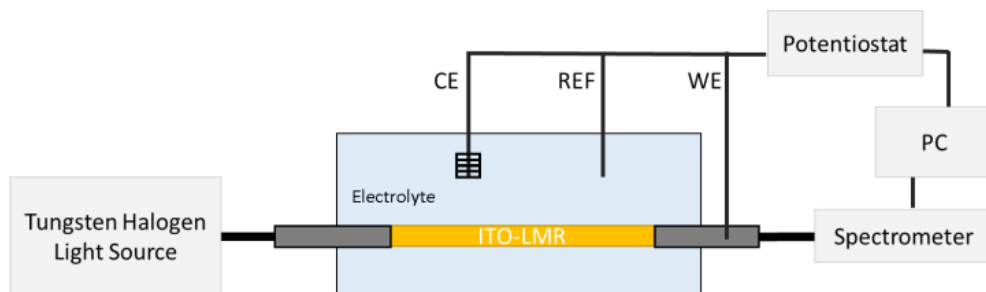 Potentiostat
CE
REF
WE
PC
Electrolyte
Tungsten Halogen
Light Source
ITO-LMR
Spectrometer